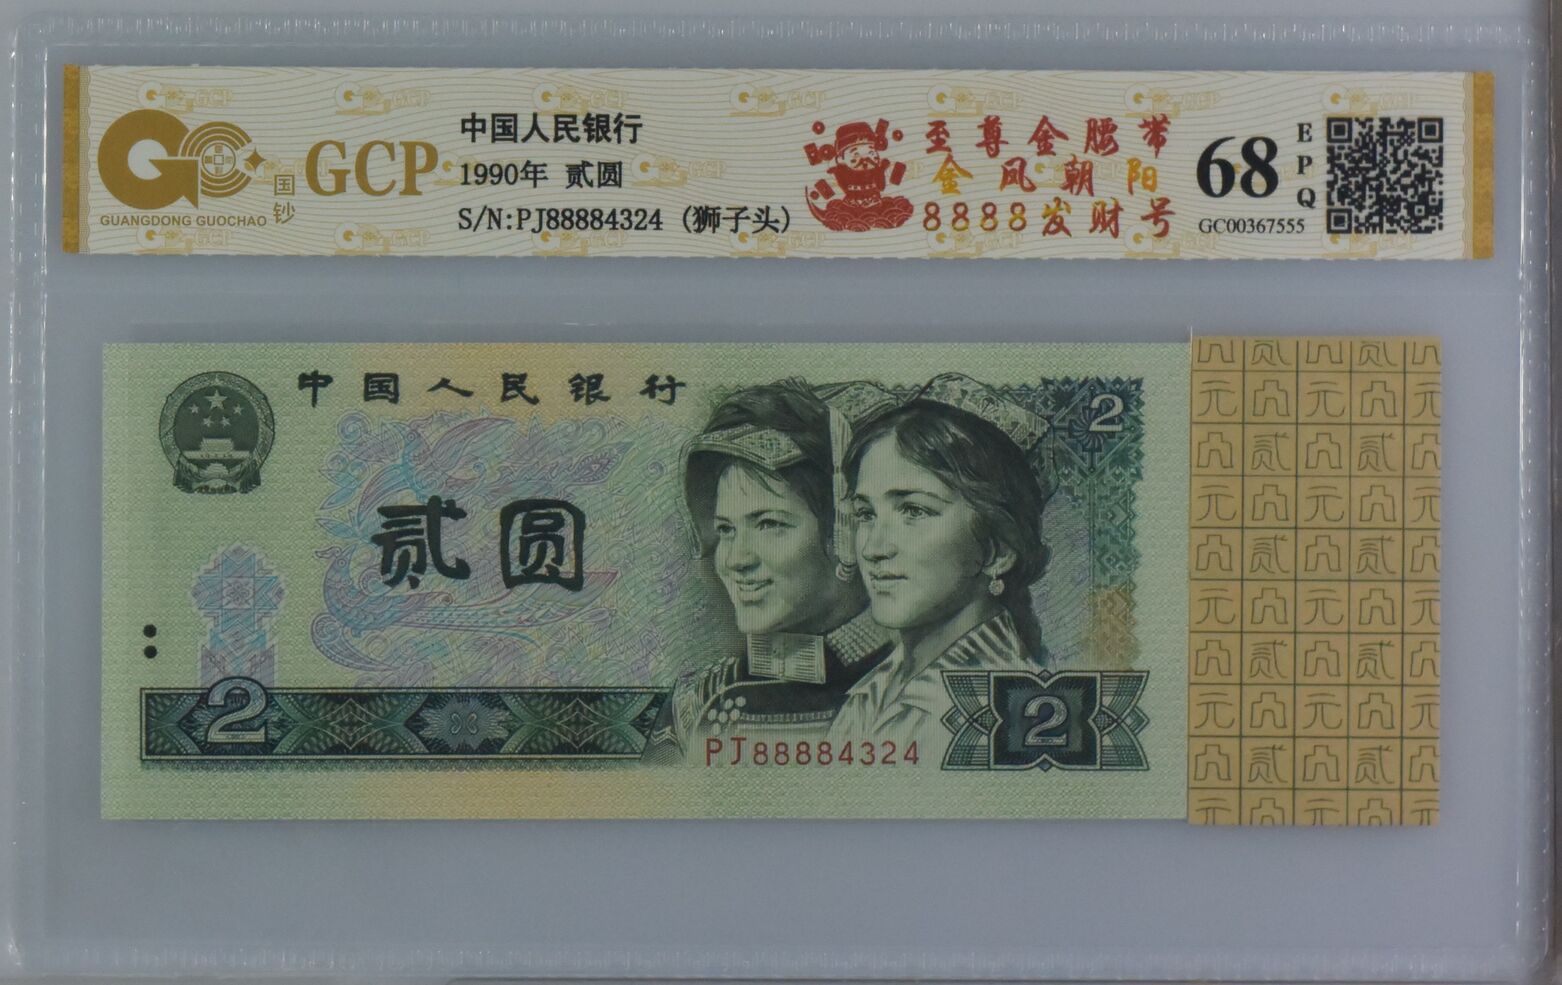 GCP
国钞
GUANGDONG GUOCHAO
中国人民银行
1990年 贰圆
S/N:PJ88884324 (狮子头)
至尊金腰带
金凤朝阳
8888发财号
68
EPQ
GC00367555
中国人民银行
2
贰圆
2
PJ88884324
2